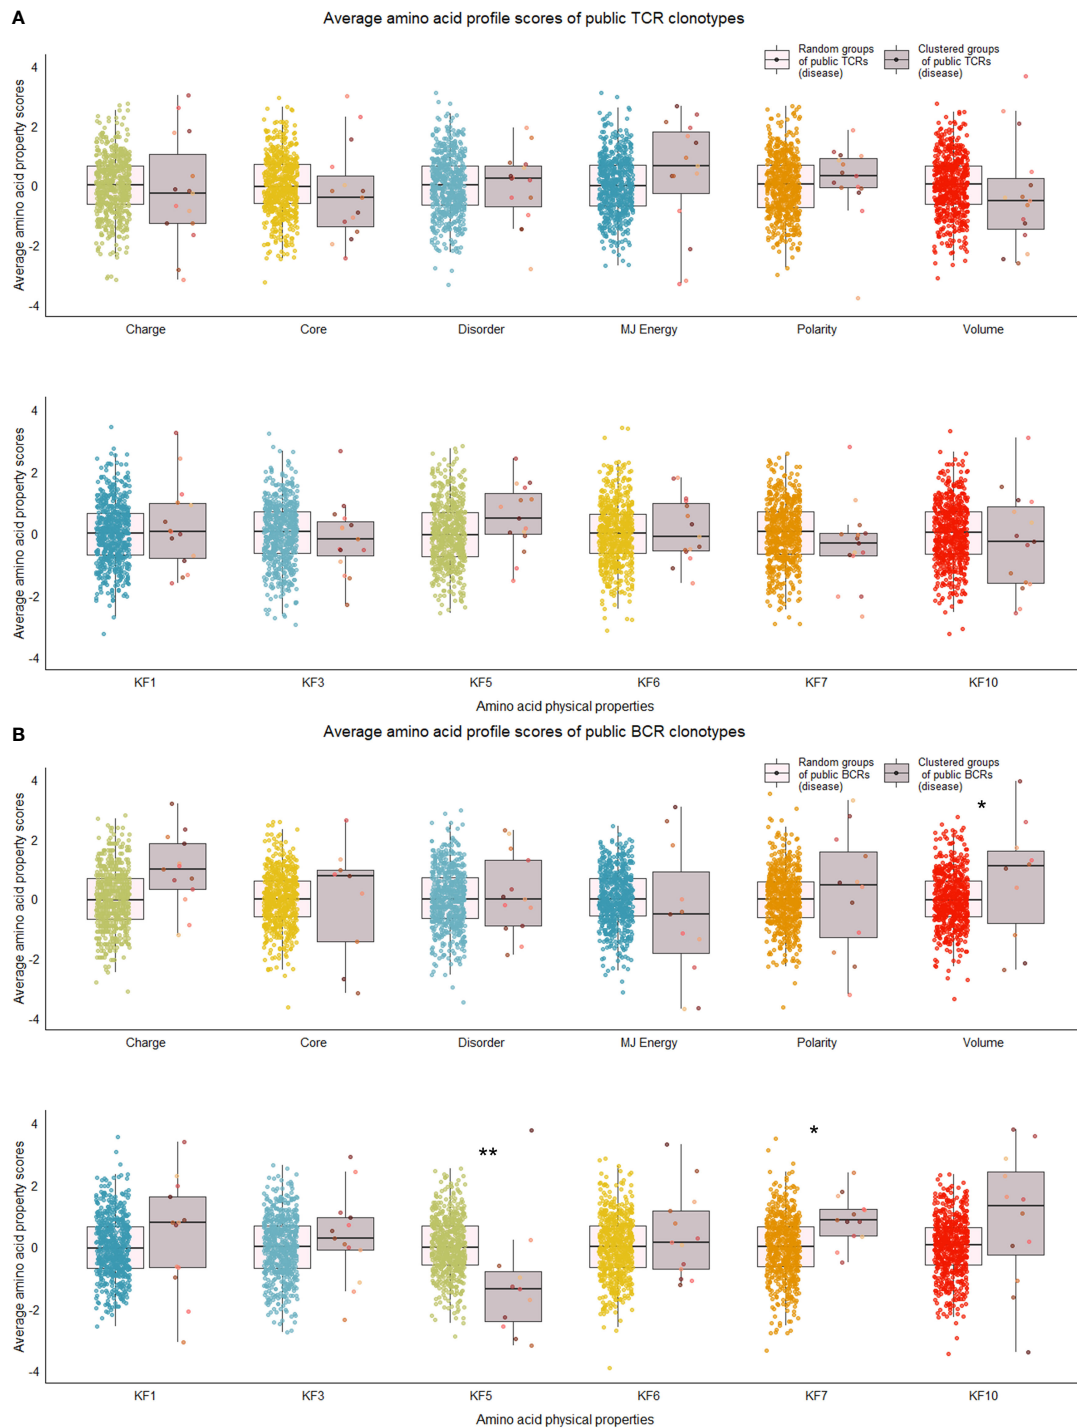 A
Average amino acid profile scores of public TCR clonotypes
Random groups
of public TCRs
(disease)
Clustered groups
of public TCRs
(disease)
Average amino acid property scores
4
2
0
-2
-4
Charge
Core
Disorder
MJ Energy
Polarity
Volume
Average amino acid property scores
4
2
0
-2
-4
KF1
KF3
KF5
KF6
KF7
KF10
Amino acid physical properties
B
Average amino acid profile scores of public BCR clonotypes
Random groups
of public BCRs
(disease)
Clustered groups
of public BCRs
(disease)
*
Average amino acid property scores
4
2
0
-2
-4
Charge
Core
Disorder
MJ Energy
Polarity
Volume
**
*
Average amino acid property scores
4
2
0
-2
-4
KF1
KF3
KF5
KF6
KF7
KF10
Amino acid physical properties